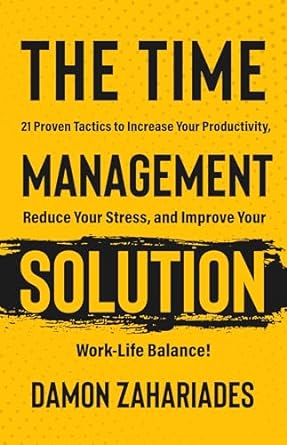 THE TIME
21 Proven Tactics to Increase Your Productivity,
MANAGEMENT
Reduce Your Stress, and Improve Your
SOLUTION
Work-Life Balance!
DAMON ZAHARIADES